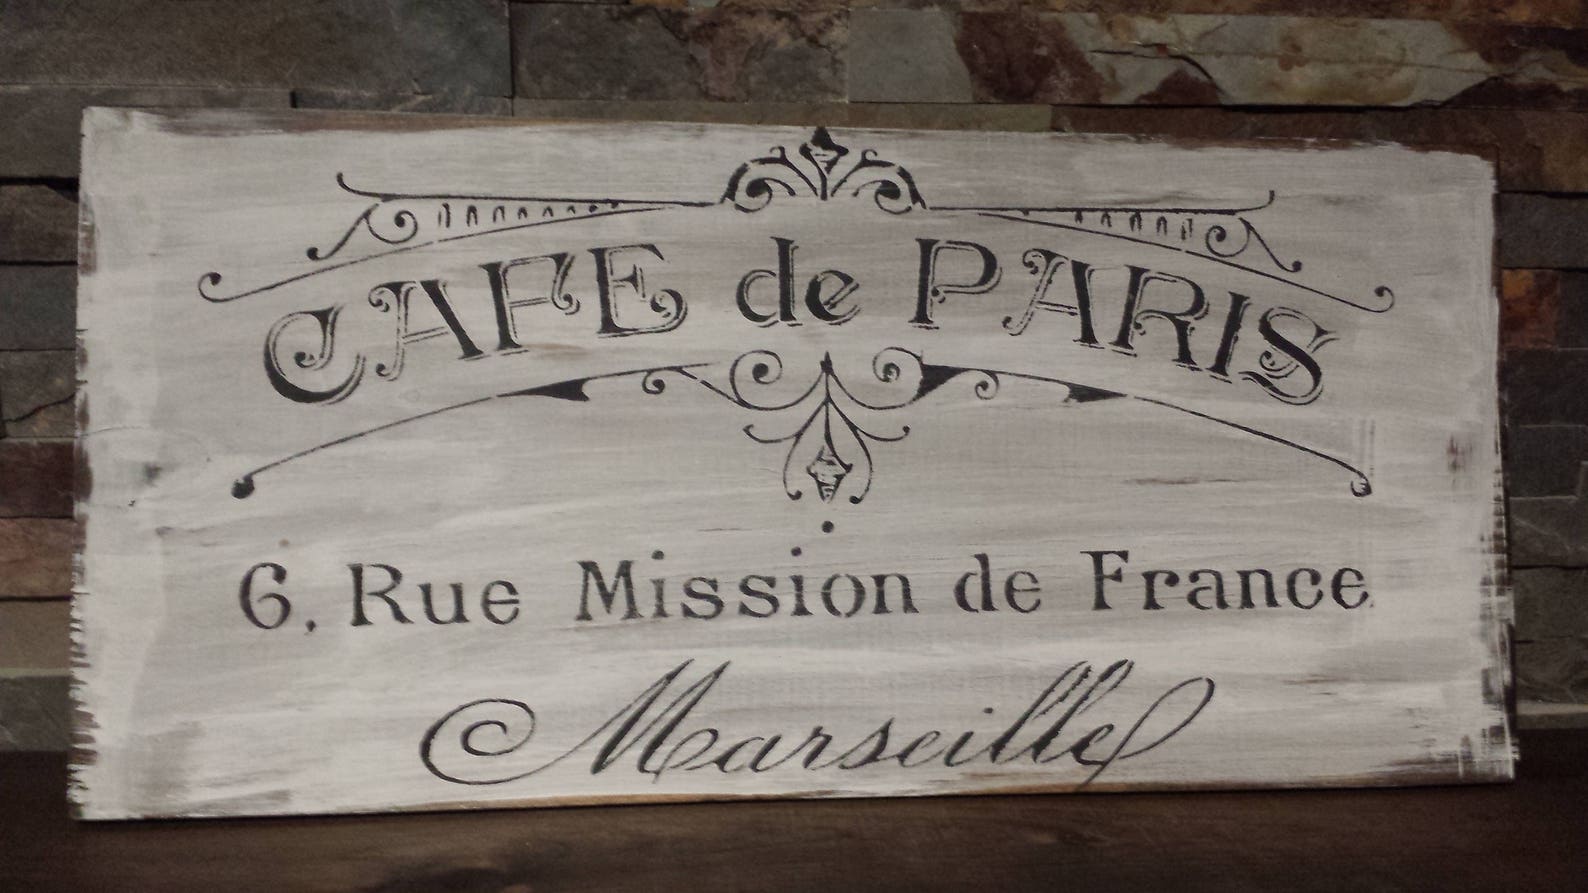 CAFE de PARIS
6, Rue Mission de France
Marseille